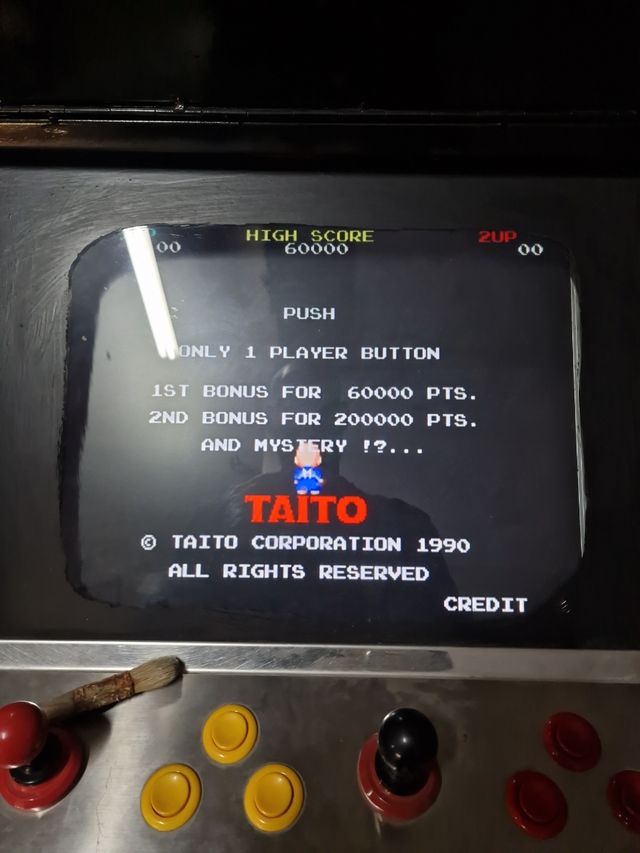 HIGH SCORE 2UP
00 60000 00
PUSH
ONLY 1 PLAYER BUTTON
1ST BONUS FOR 60000 PTS.
2ND BONUS FOR 200000 PTS.
AND MYSTERY !?...
M
TAITO
© TAITO CORPORATION 1990
ALL RIGHTS RESERVED
CREDIT